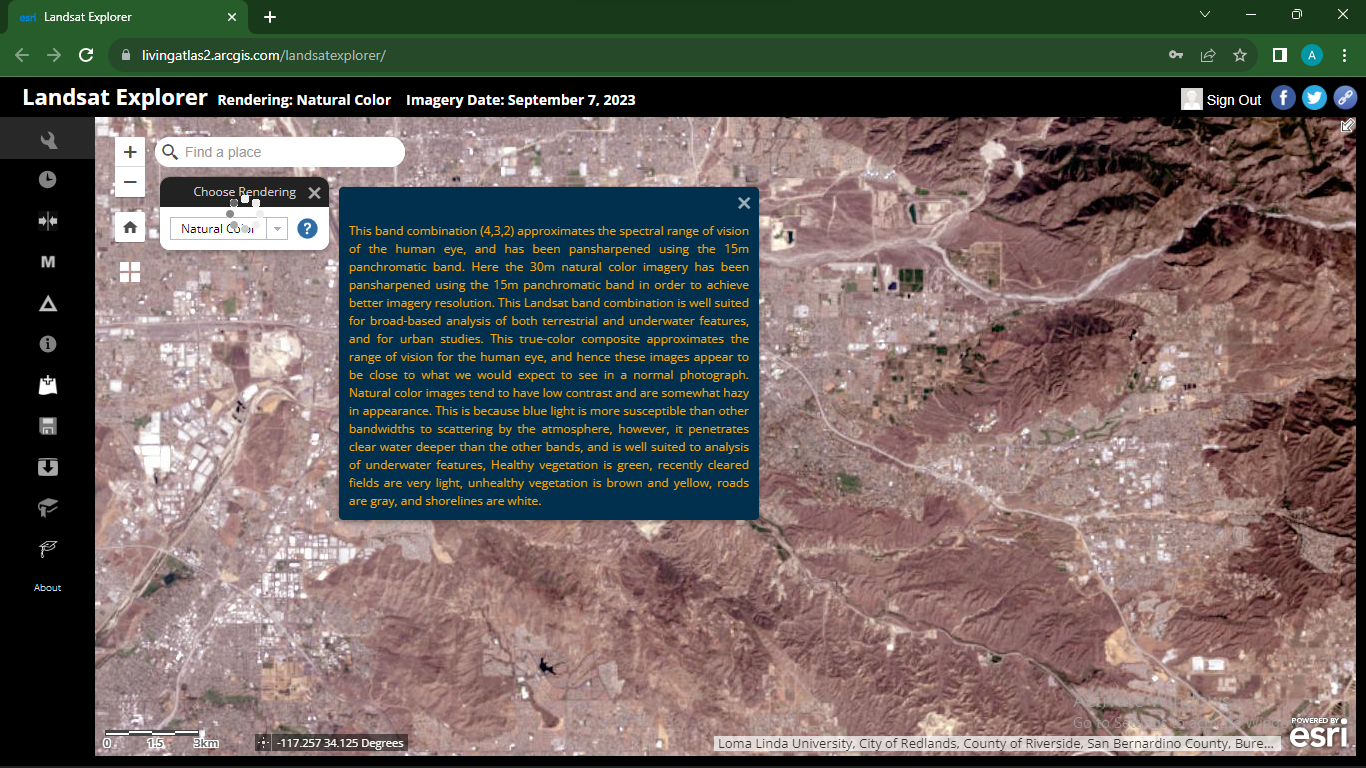 esri Landsat Explorer
livingatlas2.arcgis.com/landsatexplorer/
A
Landsat Explorer Rendering: Natural Color Imagery Date: September 7, 2023
Sign Out
Find a place
Choose Rendering
Natural Color
?
M
This band combination (4,3,2) approximates the spectral range of vision
of the human eye, and has been pansharpened using the 15m
panchromatic band. Here the 30m natural color imagery has been
pansharpened using the 15m panchromatic band in order to achieve
better imagery resolution. This Landsat band combination is well suited
for broad-based analysis of both terrestrial and underwater features,
and for urban studies. This true-color composite approximates the
range of vision for the human eye, and hence these images appear to
be close to what we would expect to see in a normal photograph.
Natural color images tend to have low contrast and are somewhat hazy
in appearance. This is because blue light is more susceptible than other
bandwidths to scattering by the atmosphere, however, it penetrates
clear water deeper than the other bands, and is well suited to analysis
of underwater features, Healthy vegetation is green, recently cleared
fields are very light, unhealthy vegetation is brown and yellow, roads
are gray, and shorelines are white.
About
0 1.5 3km
-117.257 34.125 Degrees
Go to
Loma Linda University, City of Redlands, County of Riverside, San Bernardino County, Bure...
POWERED BY
esri